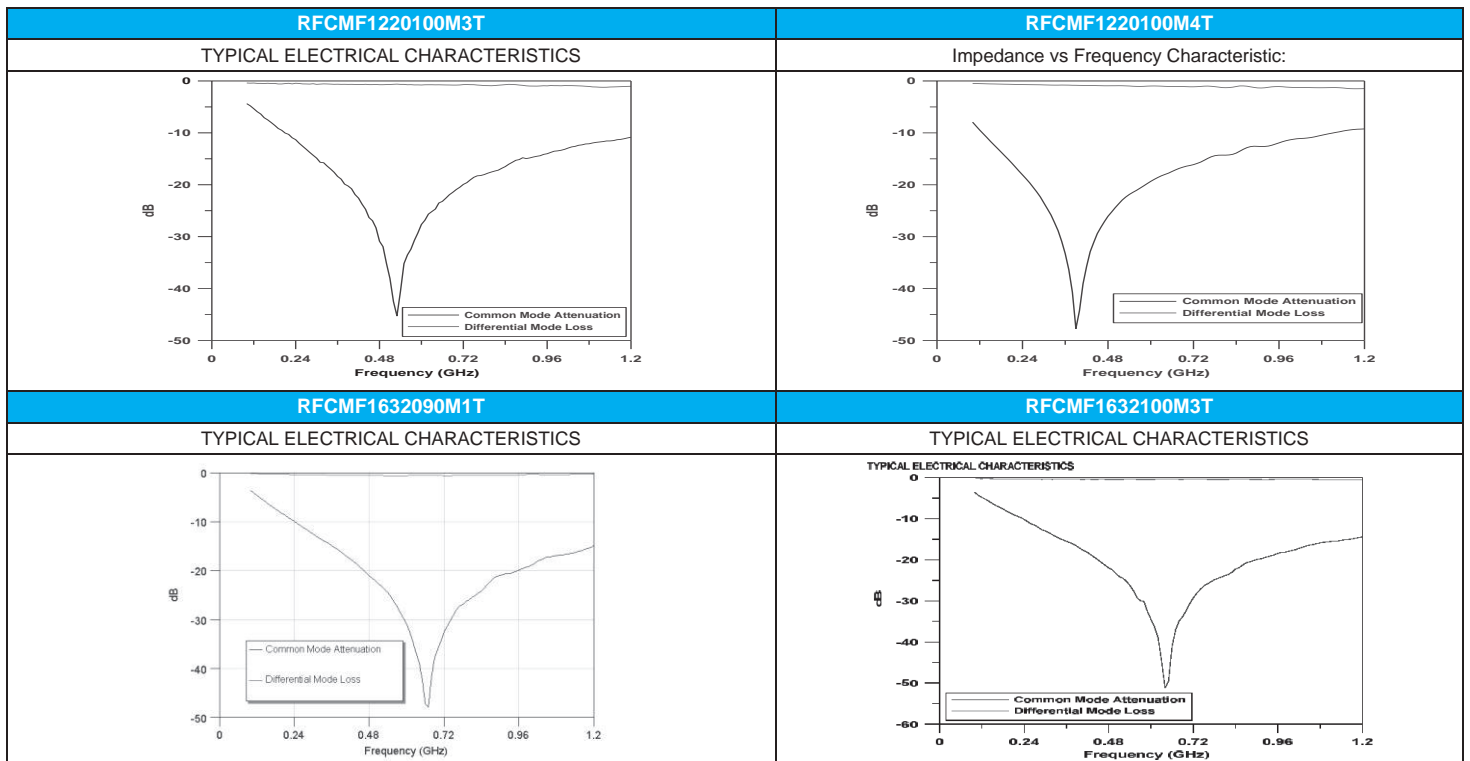 RFCMF1220100M3T
RFCMF1220100M4T
TYPICAL ELECTRICAL CHARACTERISTICS
Impedance vs Frequency Characteristic:
0
-10
-20
-30
-40
-50
dB
Common Mode Attenuation
Differential Mode Loss
0 0.24 0.48 0.72 0.96 1.2
Frequency (GHz)
0
-10
-20
-30
-40
-50
dB
Common Mode Attenuation
Differential Mode Loss
0 0.24 0.48 0.72 0.96 1.2
Frequency (GHz)
RFCMF1632090M1T
RFCMF1632100M3T
TYPICAL ELECTRICAL CHARACTERISTICS
TYPICAL ELECTRICAL CHARACTERISTICS
0
-10
-20
-30
-40
-50
dB
Common Mode Attenuation
Differential Mode Loss
0 0.24 0.48 0.72 0.96 1.2
Frequency (GHz)
TYPICAL ELECTRICAL CHARACTERISTICS
0
-10
-20
-30
-40
-50
-60
dB
Common Mode Attenuation
Differential Mode Loss
0 0.24 0.48 0.72 0.96 1.2
Frequency (GHz)